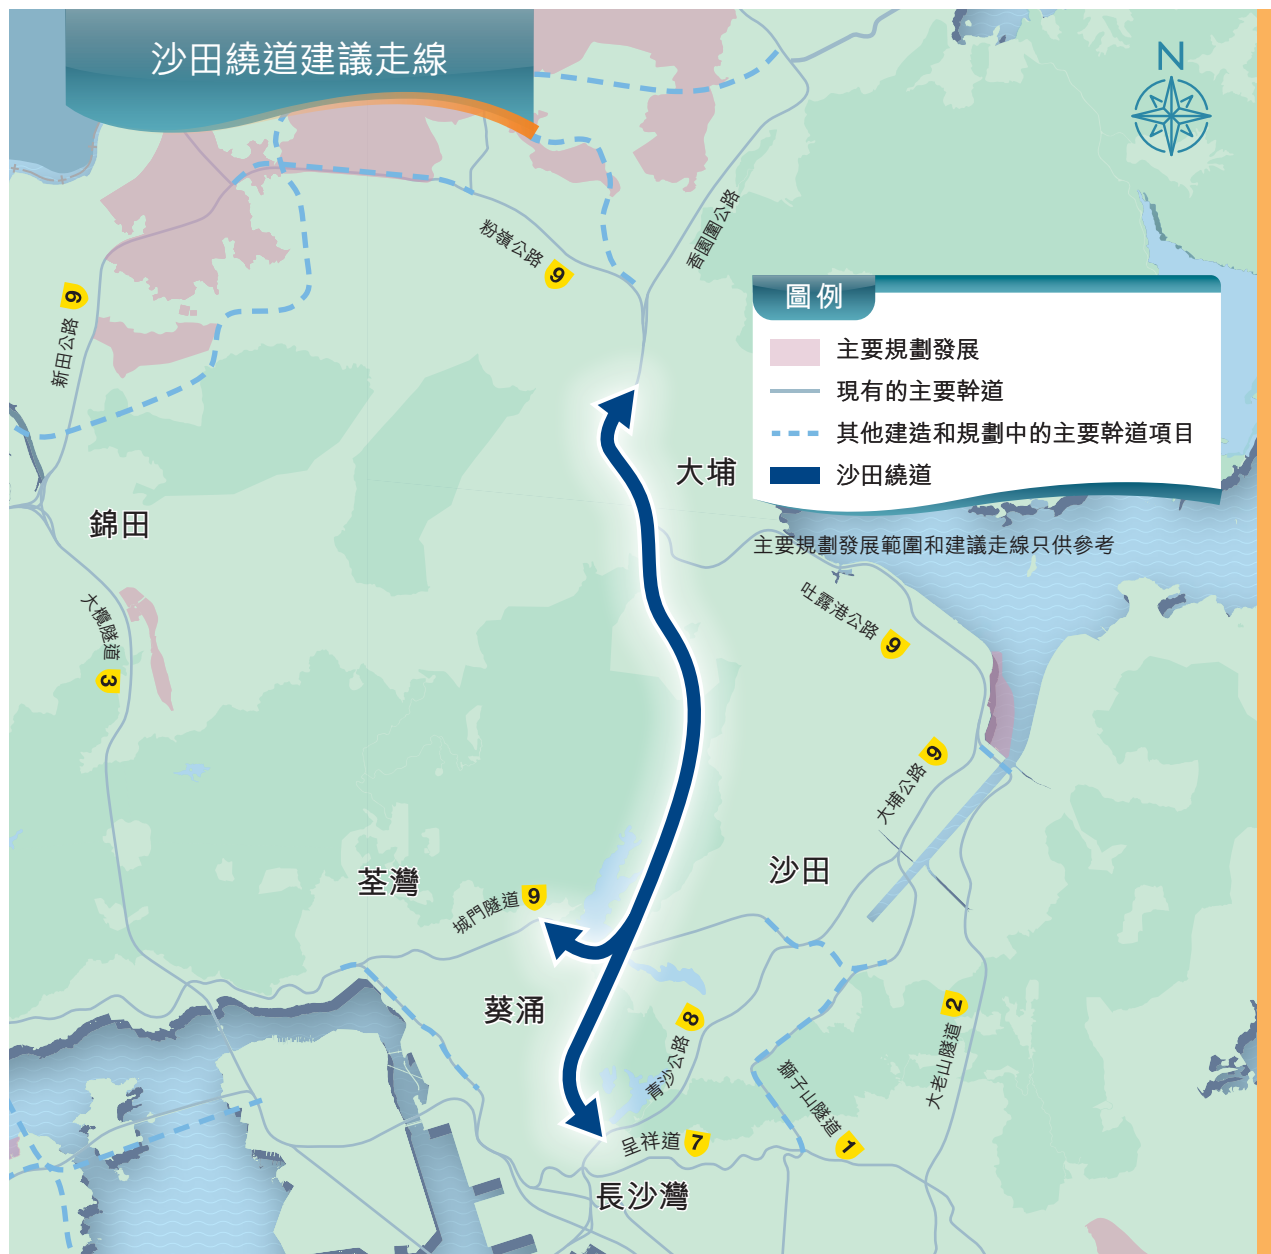 沙田繞道建議走線
N
香園圍公路
粉嶺公路 9
新田公路 9
圖例
主要規劃發展
現有的主要幹道
其他建造和規劃中的主要幹道項目
沙田繞道
主要規劃發展範圍和建議走線只供參考
大埔
錦田
大欖隧道 3
吐露港公路 9
大埔公路 9
沙田
荃灣
城門隧道 9
葵涌
青沙公路 8
大老山隧道 2
獅子山隧道 1
呈祥道 7
長沙灣